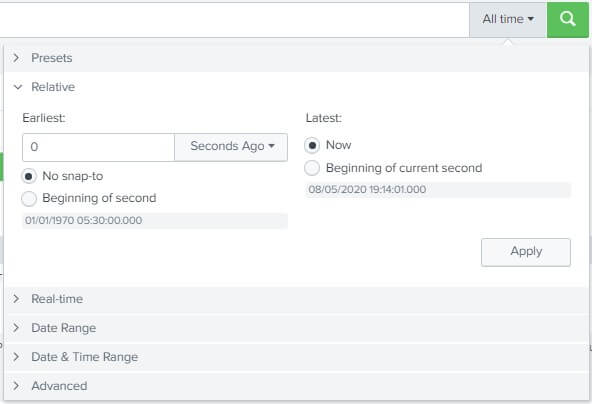 All time
Presets
Relative
Earliest:
Latest:
0
Seconds Ago
Now
No snap-to
Beginning of current second
Beginning of second
08/05/2020 19:14:01.000
01/01/1970 05:30:00.000
Apply
Real-time
Date Range
Date & Time Range
Advanced